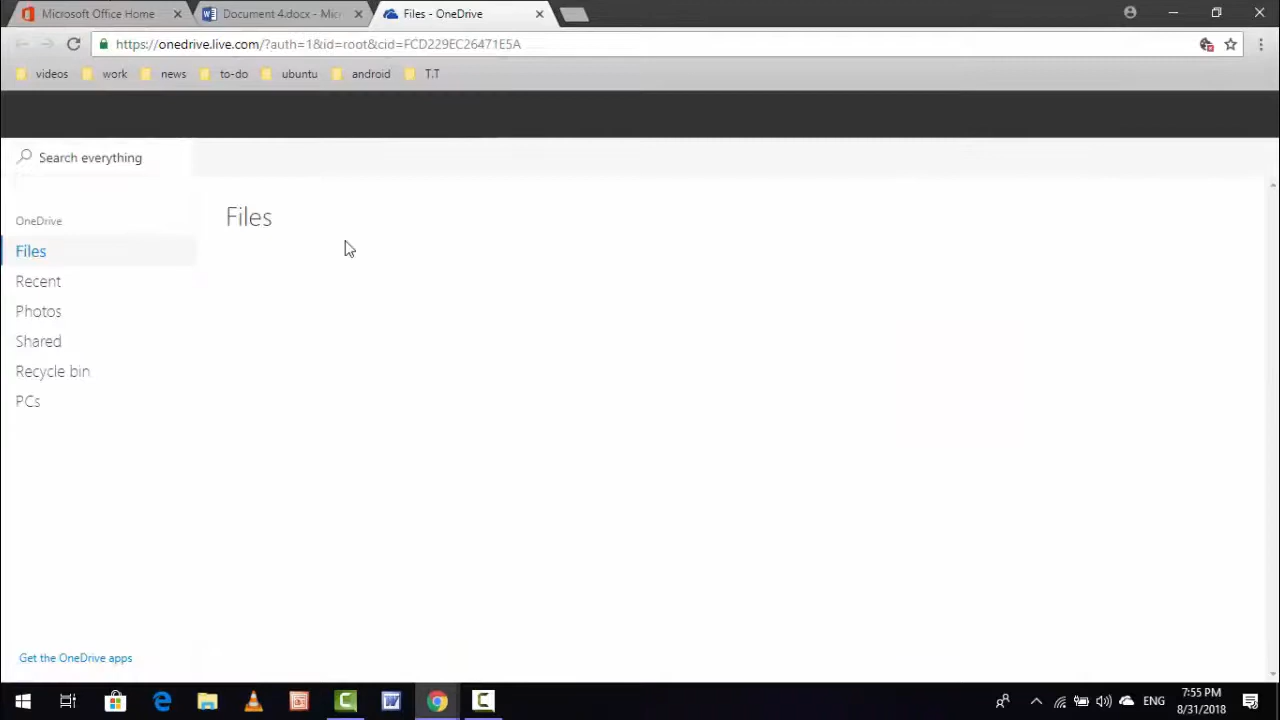 Microsoft Office Home
Document 4.docx - Mic
Files - OneDrive
https://onedrive.live.com/?auth=1&id=root&cid=FCD229EC26471E5A
videos work news to-do ubuntu android T.T
Search everything
OneDrive
Files
Files
Recent
Photos
Shared
Recycle bin
PCs
Get the OneDrive apps
ENG
7:55 PM
8/31/2018